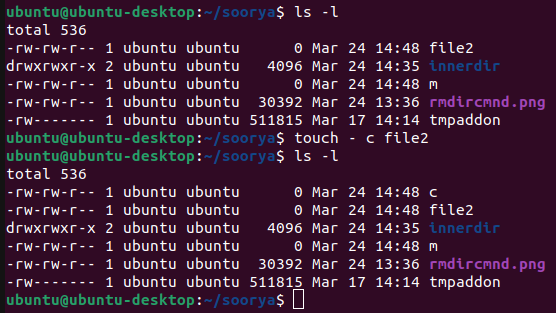 ubuntu@ubuntu-desktop:~/soorya$ ls -l
total 536
-rw-rw-r-- 1 ubuntu ubuntu      0 Mar 24 14:48 file2
drwxrwxr-x 2 ubuntu ubuntu   4096 Mar 24 14:35 innerdir
-rw-rw-r-- 1 ubuntu ubuntu      0 Mar 24 14:48 m
-rw-rw-r-- 1 ubuntu ubuntu  30392 Mar 24 13:36 rmdircmnd.png
-rw------- 1 ubuntu ubuntu 511815 Mar 17 14:14 tmpaddon
ubuntu@ubuntu-desktop:~/soorya$ touch - c file2
ubuntu@ubuntu-desktop:~/soorya$ ls -l
total 536
-rw-rw-r-- 1 ubuntu ubuntu      0 Mar 24 14:48 c
-rw-rw-r-- 1 ubuntu ubuntu      0 Mar 24 14:48 file2
drwxrwxr-x 2 ubuntu ubuntu   4096 Mar 24 14:35 innerdir
-rw-rw-r-- 1 ubuntu ubuntu      0 Mar 24 14:48 m
-rw-rw-r-- 1 ubuntu ubuntu  30392 Mar 24 13:36 rmdircmnd.png
-rw------- 1 ubuntu ubuntu 511815 Mar 17 14:14 tmpaddon
ubuntu@ubuntu-desktop:~/soorya$